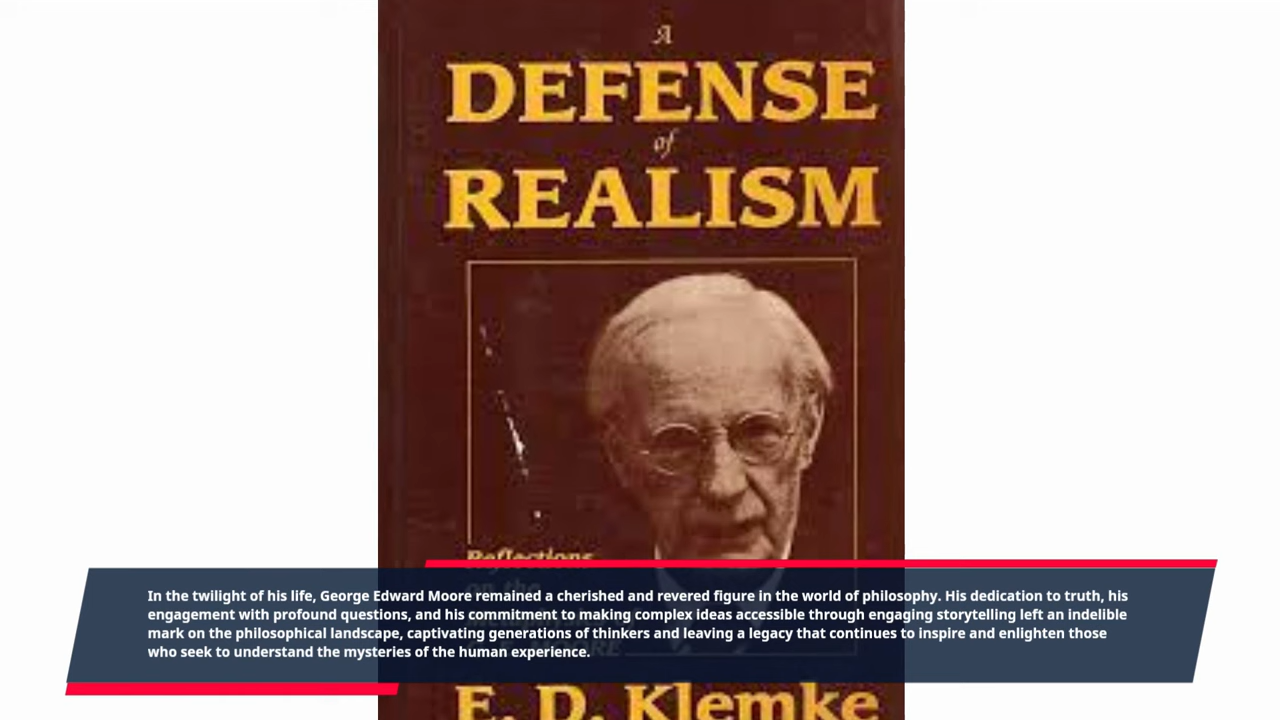 A
DEFENSE
of
REALISM
Reflections
on the
In the twilight of his life, George Edward Moore remained a cherished and revered figure in the world of philosophy. His dedication to truth, his
engagement with profound questions, and his commitment to making complex ideas accessible through engaging storytelling left an indelible
mark on the philosophical landscape, captivating generations of thinkers and leaving a legacy that continues to inspire and enlighten those
who seek to understand the mysteries of the human experience.
E. D. Klemke